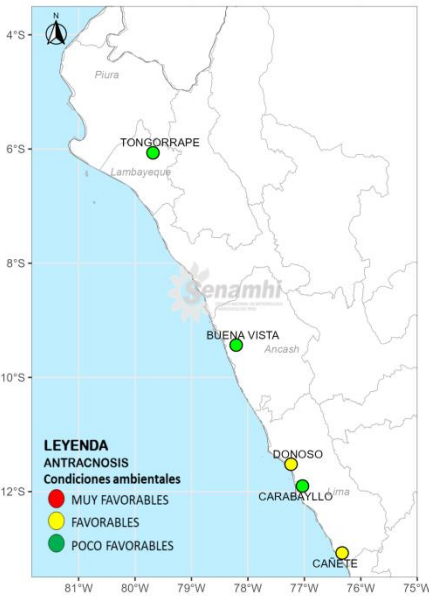 N
4°S
Piura
TONGORRAPE
6°S
Lambayeque
8°S
Senamhi
BUENA VISTA
Ancash
10°S
LEYENDA
ANTRACNOSIS
Condiciones ambientales
MUY FAVORABLES
FAVORABLES
POCO FAVORABLES
DONOSO
12°S
CARABAYLLO
Lima
CAÑETE
81°W 80°W 79°W 78°W 77°W 76°W 75°W